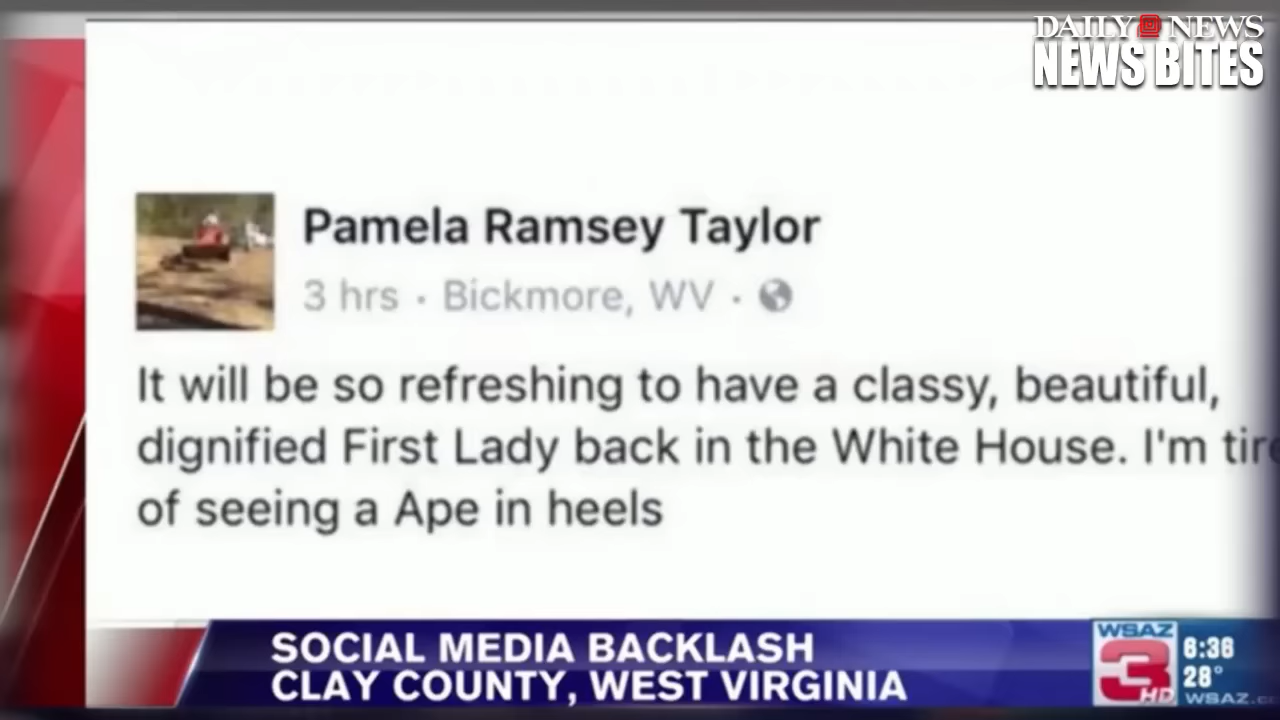 DAILY NEWS
NEWS BITES
Pamela Ramsey Taylor
3 hrs · Bickmore, WV ·
It will be so refreshing to have a classy, beautiful,
dignified First Lady back in the White House. I'm
of seeing a Ape in heels
SOCIAL MEDIA BACKLASH
CLAY COUNTY, WEST VIRGINIA
WSAZ
3
HD
6:36
28°